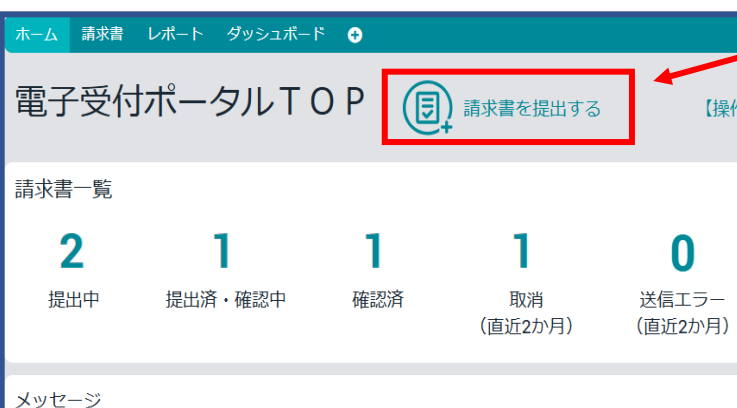 ホーム 請求書 レポート ダッシュボード
電子受付ポータルＴＯＰ 請求書を提出する 【操作
請求書一覧
2 1 1 1 0
提出中 提出済・確認中 確認済 取消 送信エラー
（直近2か月） （直近2か月）
メッセージ